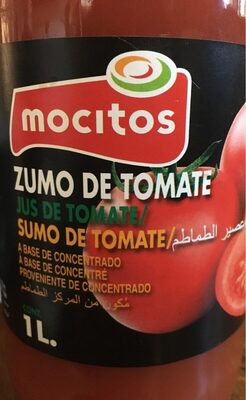 mocitos
ZUMO DE TOMATE
JUS DE TOMATE/
SUMO DE TOMATE/عصير الطماطم
A BASE DE CONCENTRADO
À BASE DE CONCENTRÉ
PROVENIENTE DE CONCENTRADO
مكون من المركز الطماطم
CONT.
1L.